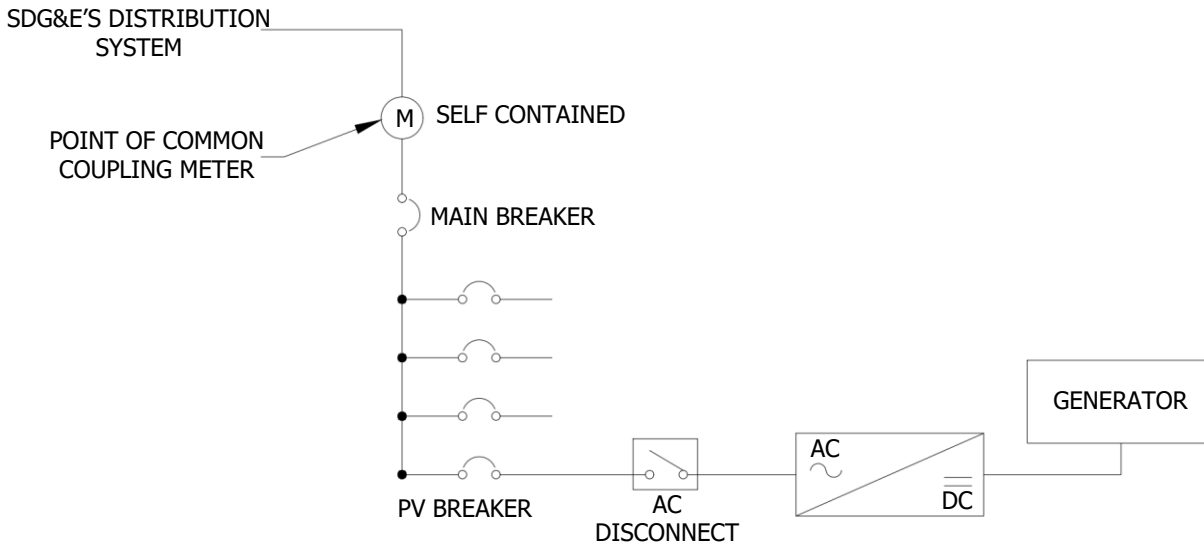 SDG&E’S DISTRIBUTION
SYSTEM
M
SELF CONTAINED
POINT OF COMMON
COUPLING METER
MAIN BREAKER
GENERATOR
AC
DC
PV BREAKER
AC
DISCONNECT